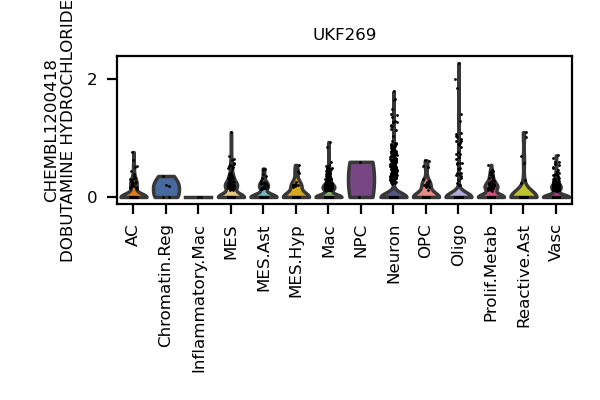 UKF269
CHEMBL1200418
DOBUTAMINE HYDROCHLORIDE
2
0
AC
Chromatin.Reg
Inflammatory.Mac
MES
MES.Ast
MES.Hyp
Mac
NPC
Neuron
OPC
Oligo
Prolif.Metab
Reactive.Ast
Vasc